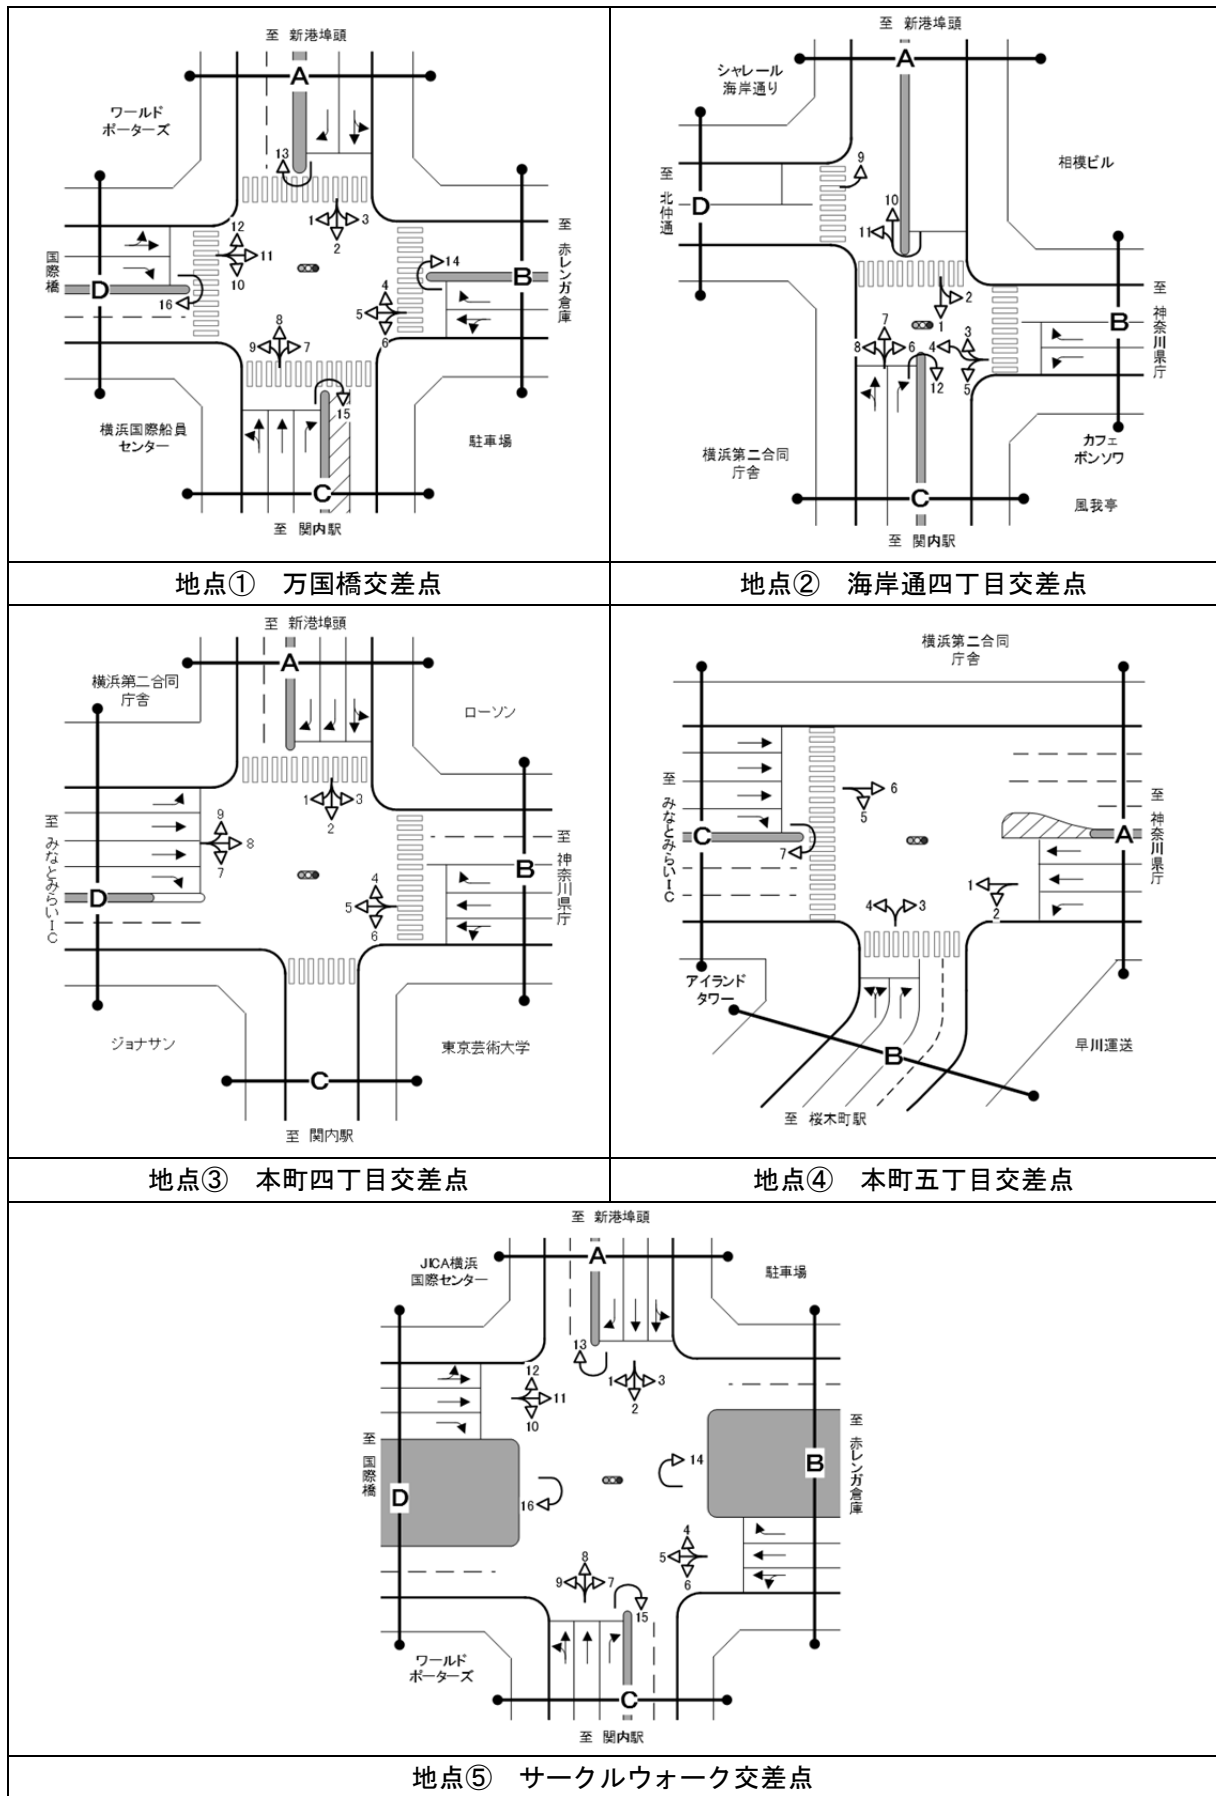 至 新港埠頭
A
ワールド
ポーターズ
13
1
3
2
至 赤レンガ倉庫
12
11
10
国際橋
D
16
14
B
4
5
6
8
9
7
15
横浜国際船員
センター
駐車場
C
至 関内駅
地点① 万国橋交差点
至 新港埠頭
A
シャレール
海岸通り
相模ビル
9
至 北仲通
D
10
11
2
1
至 神奈川県庁
B
7
8
6
3
4
5
12
横浜第二合同
庁舎
カフェ
ボンソワ
風我亭
C
至 関内駅
地点② 海岸通四丁目交差点
至 新港埠頭
A
横浜第二合同
庁舎
ローソン
1
3
2
至 みなとみらいIC
D
9
8
7
4
5
6
至 神奈川県庁
B
ジョナサン
東京芸術大学
C
至 関内駅
地点③ 本町四丁目交差点
横浜第二合同
庁舎
至 みなとみらいIC
C
6
5
7
至 神奈川県庁
A
1
2
4
3
アイランド
タワー
B
早川運送
至 桜木町駅
地点④ 本町五丁目交差点
至 新港埠頭
A
JICA横浜
国際センター
駐車場
13
1
3
2
12
11
10
至 国際橋
D
16
14
至 赤レンガ倉庫
B
4
5
6
8
9
7
15
ワールド
ポーターズ
C
至 関内駅
地点⑤ サークルウォーク交差点